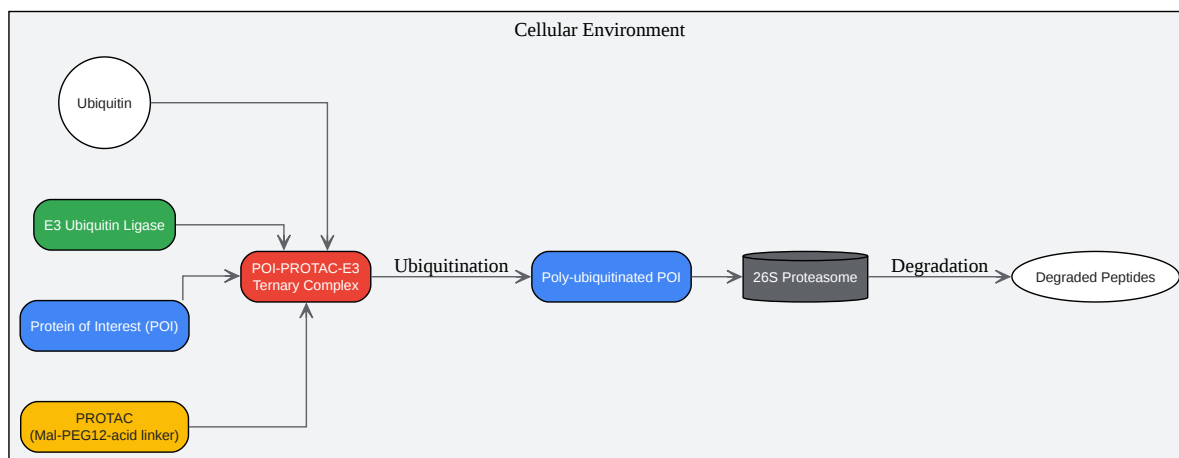 Cellular Environment
Ubiquitin
E3 Ubiquitin Ligase
POI-PROTAC-E3
Ternary Complex
Ubiquitination
Poly-ubiquitinated POI
26S Proteasome
Degradation
Degraded Peptides
Protein of Interest (POI)
PROTAC
(Mal-PEG12-acid linker)